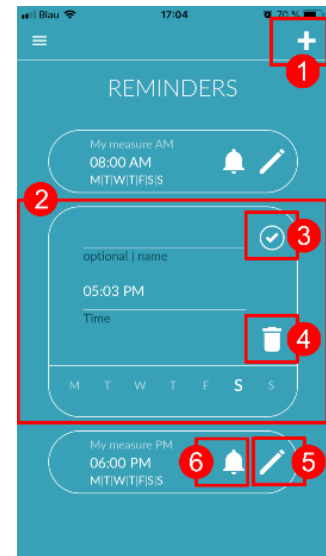 Blau 17:04 70 %
1
REMINDERS
My measure AM
08:00 AM
M|T|W|T|F|S|S
2
3
optional | name
05:03 PM
Time
4
M T W T F S S
My measure PM
06:00 PM
M|T|W|T|F|S|S
6
5